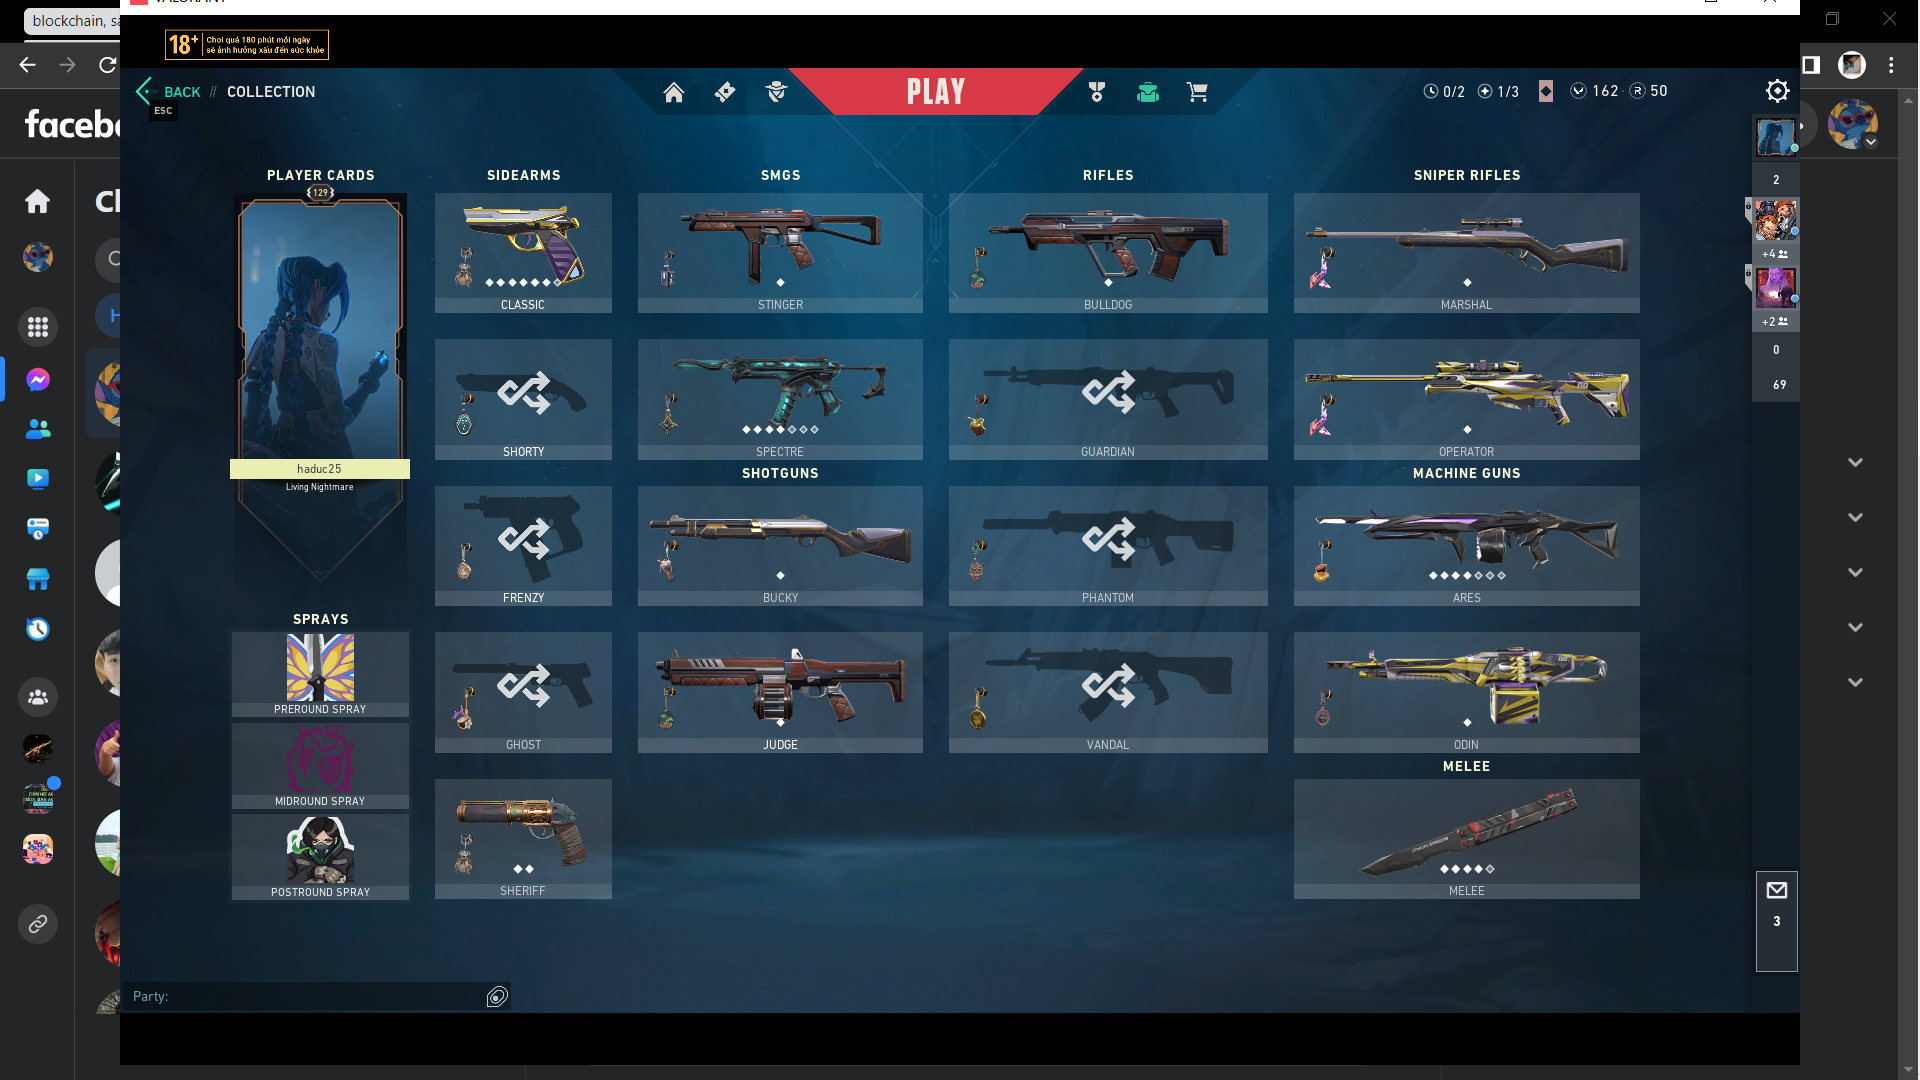 blockchain, sa
18+ Chơi quá 180 phút mỗi ngày
sẽ ảnh hưởng xấu đến sức khỏe
BACK // COLLECTION
ESC
PLAY
0/2
1/3
162
R 50
facebo
Ch
H
PLAYER CARDS
129
haduc25
Living Nightmare
SPRAYS
PREROUND SPRAY
MIDROUND SPRAY
POSTROUND SPRAY
SIDEARMS
CLASSIC
SHORTY
FRENZY
GHOST
SHERIFF
SMGS
STINGER
SPECTRE
SHOTGUNS
BUCKY
JUDGE
RIFLES
BULLDOG
GUARDIAN
PHANTOM
VANDAL
SNIPER RIFLES
MARSHAL
OPERATOR
MACHINE GUNS
ARES
ODIN
MELEE
MELEE
2
+4
+2
0
69
3
Party: